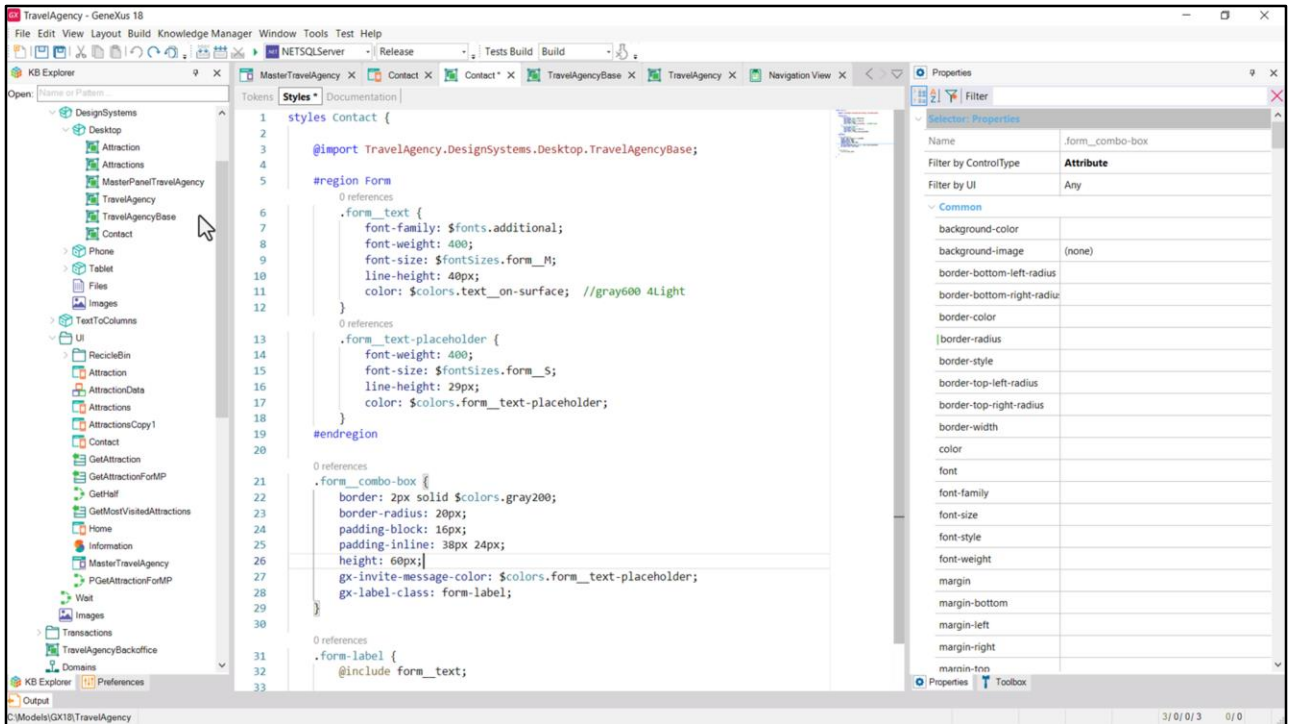 GX TravelAgency - GeneXus 18
File Edit View Layout Build Knowledge Manager Window Tools Test Help
NETSQLServer Release Tests Build Build
KB Explorer
Open: Name or Pattern...
DesignSystems
Desktop
Attraction
Attractions
MasterPanelTravelAgency
TravelAgency
TravelAgencyBase
Contact
Phone
Tablet
Files
Images
TextToColumns
UI
RecicleBin
Attraction
AttractionData
Attractions
AttractionsCopy1
Contact
GetAttraction
GetAttractionForMP
GetHalf
GetMostVisitedAttractions
Home
Information
MasterTravelAgency
PGetAttractionForMP
Wait
Images
Transactions
TravelAgencyBackoffice
Domains
KB Explorer Preferences
MasterTravelAgency Contact Contact * TravelAgencyBase TravelAgency Navigation View
Tokens Styles * Documentation
1 styles Contact {
2
3 @import TravelAgency.DesignSystems.Desktop.TravelAgencyBase;
4
5 #region Form
0 references
6 .form__text {
7 font-family: $fonts.additional;
8 font-weight: 400;
9 font-size: $fontSizes.form__M;
10 line-height: 40px;
11 color: $colors.text__on-surface; //gray600 4Light
12 }
0 references
13 .form__text-placeholder {
14 font-weight: 400;
15 font-size: $fontSizes.form__S;
16 line-height: 29px;
17 color: $colors.form__text-placeholder;
18 }
19 #endregion
20
0 references
21 .form__combo-box {
22 border: 2px solid $colors.gray200;
23 border-radius: 20px;
24 padding-block: 16px;
25 padding-inline: 38px 24px;
26 height: 60px;
27 gx-invite-message-color: $colors.form__text-placeholder;
28 gx-label-class: form-label;
29 }
30
0 references
31 .form-label {
32 @include form__text;
33
Properties
Filter
Selector: Properties
Name .form__combo-box
Filter by ControlType Attribute
Filter by UI Any
Common
background-color
background-image (none)
border-bottom-left-radius
border-bottom-right-radiu
border-color
border-radius
border-style
border-top-left-radius
border-top-right-radius
border-width
color
font
font-family
font-size
font-style
font-weight
margin
margin-bottom
margin-left
margin-right
margin-top
Properties Toolbox
Output
C:\Models\GX18\TravelAgency 3/0/0/3 0/0